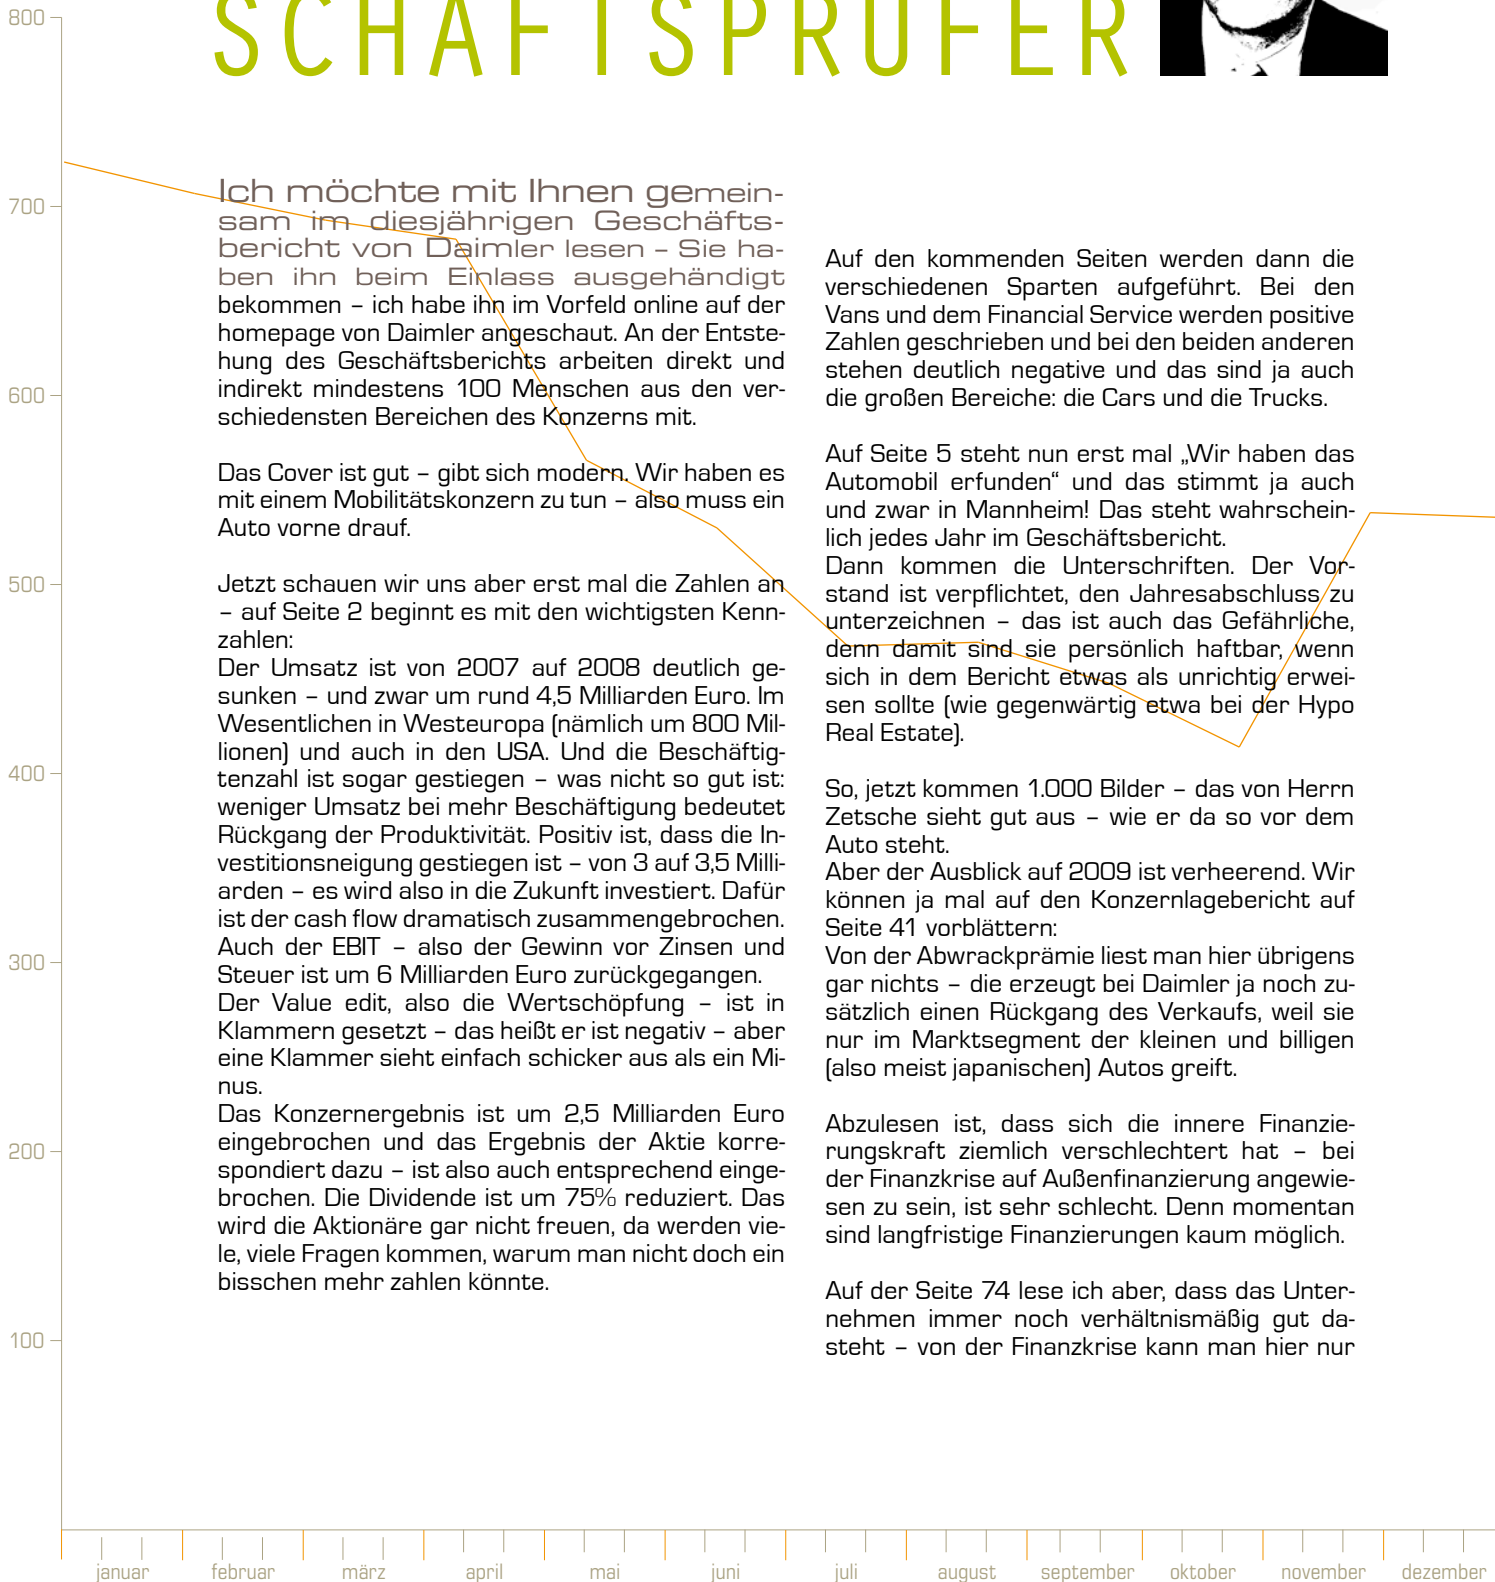 SCHAFTSPRÜFER
Ich möchte mit Ihnen gemein-
sam im diesjährigen Geschäfts-
bericht von Daimler lesen – Sie ha-
ben ihn beim Einlass ausgehändigt
bekommen – ich habe ihn im Vorfeld online auf der
homepage von Daimler angeschaut. An der Entste-
hung des Geschäftsberichts arbeiten direkt und
indirekt mindestens 100 Menschen aus den ver-
schiedensten Bereichen des Konzerns mit.
Das Cover ist gut – gibt sich modern. Wir haben es
mit einem Mobilitätskonzern zu tun – also muss ein
Auto vorne drauf.
Jetzt schauen wir uns aber erst mal die Zahlen an
– auf Seite 2 beginnt es mit den wichtigsten Kenn-
zahlen:
Der Umsatz ist von 2007 auf 2008 deutlich ge-
sunken – und zwar um rund 4,5 Milliarden Euro. Im
Wesentlichen in Westeuropa (nämlich um 800 Mil-
lionen) und auch in den USA. Und die Beschäftig-
tenzahl ist sogar gestiegen – was nicht so gut ist:
weniger Umsatz bei mehr Beschäftigung bedeutet
Rückgang der Produktivität. Positiv ist, dass die In-
vestitionsneigung gestiegen ist – von 3 auf 3,5 Milli-
arden – es wird also in die Zukunft investiert. Dafür
ist der cash flow dramatisch zusammengebrochen.
Auch der EBIT – also der Gewinn vor Zinsen und
Steuer ist um 6 Milliarden Euro zurückgegangen.
Der Value edit, also die Wertschöpfung – ist in
Klammern gesetzt – das heißt er ist negativ – aber
eine Klammer sieht einfach schicker aus als ein Mi-
nus.
Das Konzernergebnis ist um 2,5 Milliarden Euro
eingebrochen und das Ergebnis der Aktie korre-
spondiert dazu – ist also auch entsprechend einge-
brochen. Die Dividende ist um 75% reduziert. Das
wird die Aktionäre gar nicht freuen, da werden vie-
le, viele Fragen kommen, warum man nicht doch ein
bisschen mehr zahlen könnte.
Auf den kommenden Seiten werden dann die
verschiedenen Sparten aufgeführt. Bei den
Vans und dem Financial Service werden positive
Zahlen geschrieben und bei den beiden anderen
stehen deutlich negative und das sind ja auch
die großen Bereiche: die Cars und die Trucks.
Auf Seite 5 steht nun erst mal „Wir haben das
Automobil erfunden“ und das stimmt ja auch
und zwar in Mannheim! Das steht wahrschein-
lich jedes Jahr im Geschäftsbericht.
Dann kommen die Unterschriften. Der Vor-
stand ist verpflichtet, den Jahresabschluss zu
unterzeichnen – das ist auch das Gefährliche,
denn damit sind sie persönlich haftbar, wenn
sich in dem Bericht etwas als unrichtig erwei-
sen sollte (wie gegenwärtig etwa bei der Hypo
Real Estate).
So, jetzt kommen 1.000 Bilder – das von Herrn
Zetsche sieht gut aus – wie er da so vor dem
Auto steht.
Aber der Ausblick auf 2009 ist verheerend. Wir
können ja mal auf den Konzernlagebericht auf
Seite 41 vorblättern:
Von der Abwrackprämie liest man hier übrigens
gar nichts – die erzeugt bei Daimler ja noch zu-
sätzlich einen Rückgang des Verkaufs, weil sie
nur im Marktsegment der kleinen und billigen
(also meist japanischen) Autos greift.
Abzulesen ist, dass sich die innere Finanzie-
rungskraft ziemlich verschlechtert hat – bei
der Finanzkrise auf Außenfinanzierung angewie-
sen zu sein, ist sehr schlecht. Denn momentan
sind langfristige Finanzierungen kaum möglich.
Auf der Seite 74 lese ich aber, dass das Unter-
nehmen immer noch verhältnismäßig gut da-
steht – von der Finanzkrise kann man hier nur
800
700
600
500
400
300
200
100
januar februar märz april mai juni juli august september oktober november dezember